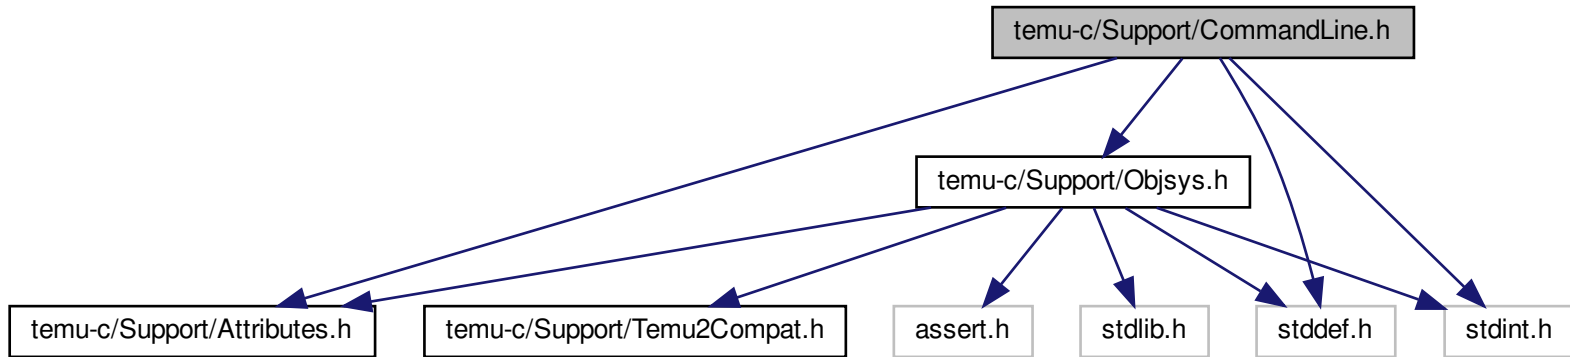 temu-c/Support/CommandLine.h
temu-c/Support/Objsys.h
temu-c/Support/Attributes.h
temu-c/Support/Temu2Compat.h
assert.h
stdlib.h
stddef.h
stdint.h